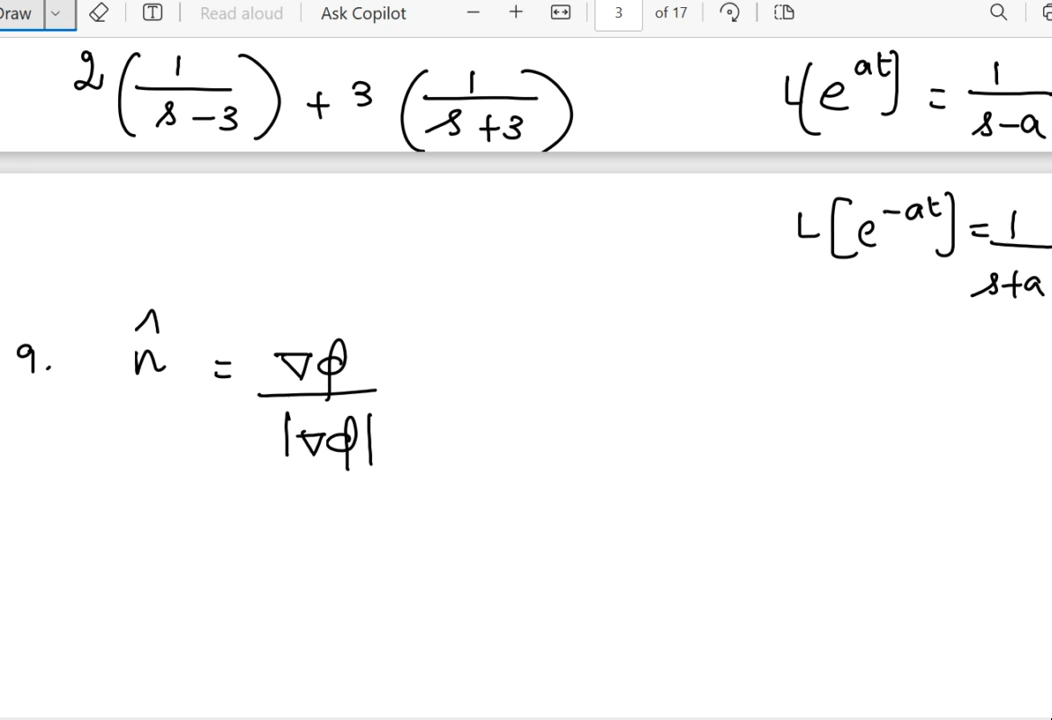 Draw Read aloud Ask Copilot 3 of 17
2(1/(s-3)) + 3(1/(s+3))
L[e^{at}] = 1/(s-a)
L[e^{-at}] = 1/(s+a)
9. n̂ = ∇φ/|∇φ|